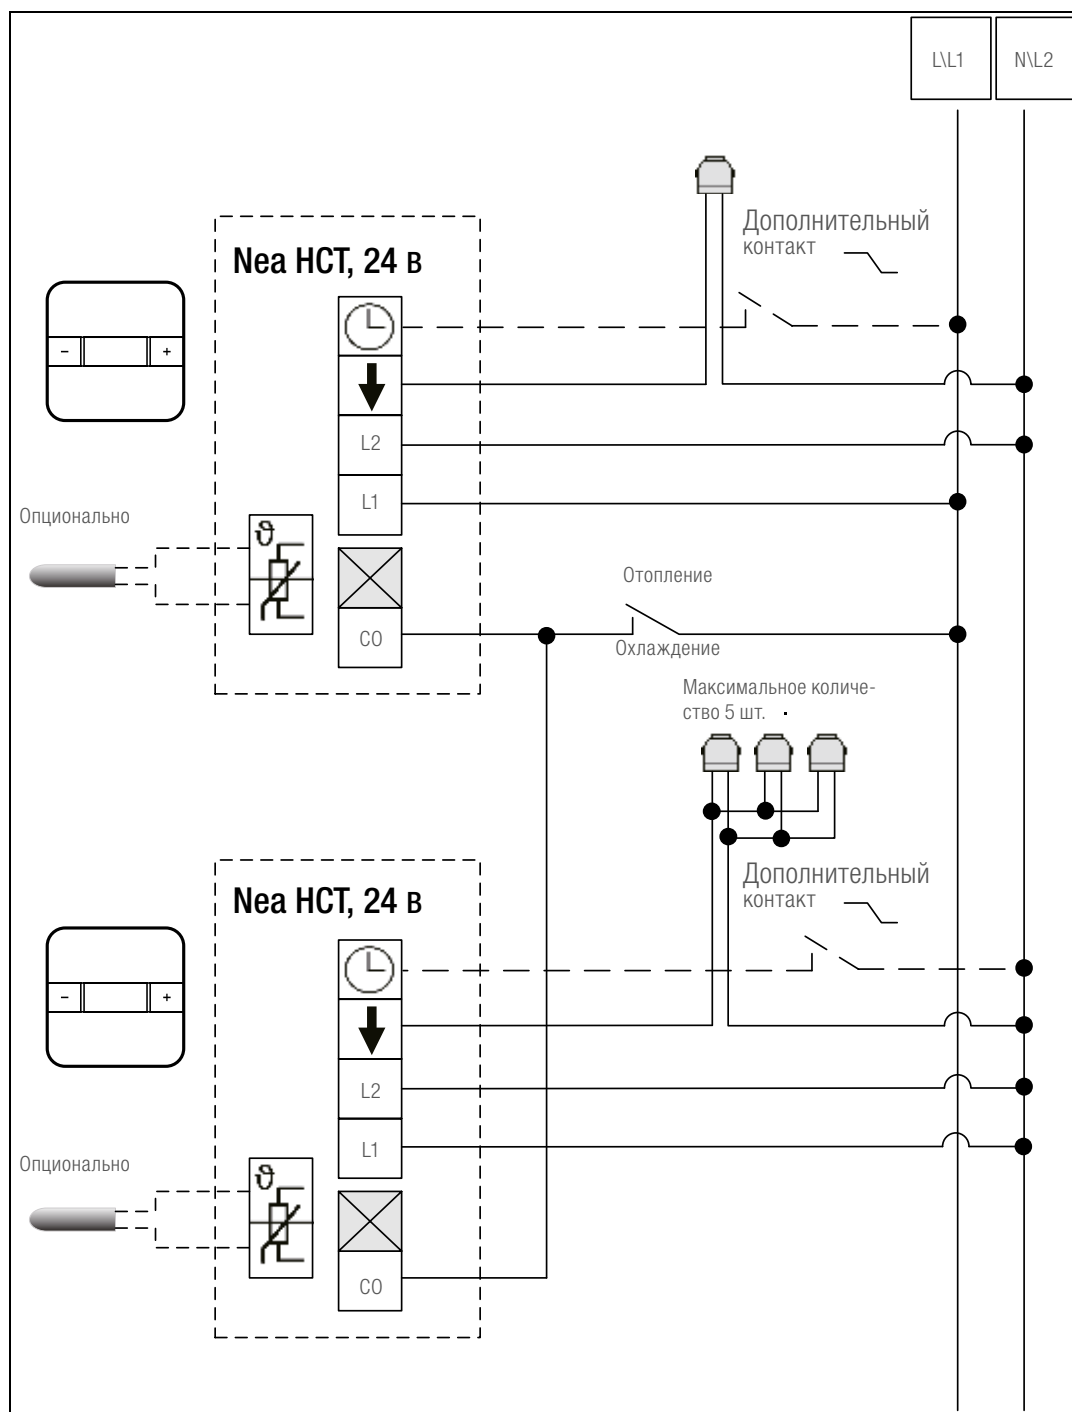 L\L1
N\L2
Дополнительный
контакт
Nea HCT, 24 В
- +
L2
L1
Опционально
ϑ
CO
Отопление
Охлаждение
Максимальное количе-
ство 5 шт.
Дополнительный
контакт
Nea HCT, 24 В
- +
L2
L1
Опционально
ϑ
CO